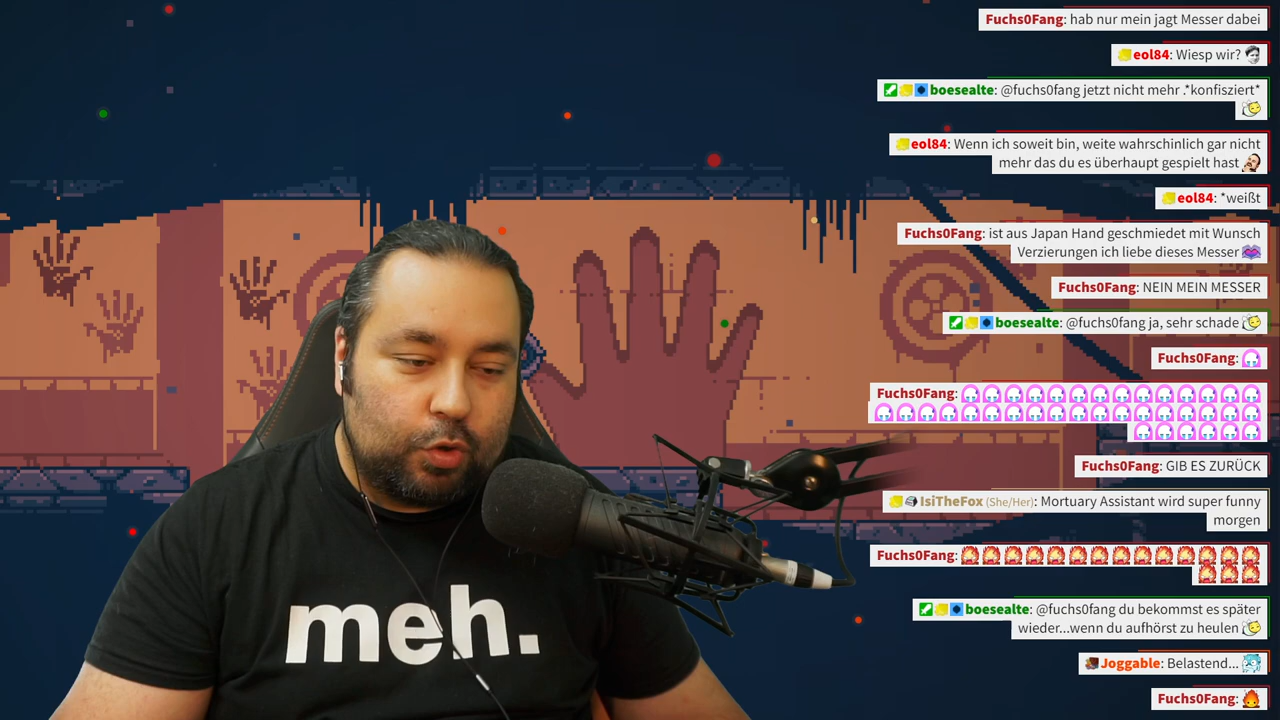 Fuchs0Fang: hab nur mein jagt Messer dabei
eol84: Wiesp wir?
boesealte: @fuchs0fang jetzt nicht mehr .*konfisziert*
eol84: Wenn ich soweit bin, weite wahrschinlich gar nicht
mehr das du es überhaupt gespielt hast
eol84: *weißt
Fuchs0Fang: ist aus Japan Hand geschmiedet mit Wunsch
Verzierungen ich liebe dieses Messer
Fuchs0Fang: NEIN MEIN MESSER
boesealte: @fuchs0fang ja, sehr schade
Fuchs0Fang:
Fuchs0Fang:
Fuchs0Fang: GIB ES ZURÜCK
IsiTheFox (She/Her): Mortuary Assistant wird super funny
morgen
Fuchs0Fang:
boesealte: @fuchs0fang du bekommst es später
wieder...wenn du aufhörst zu heulen
Joggable: Belastend...
Fuchs0Fang:
meh.